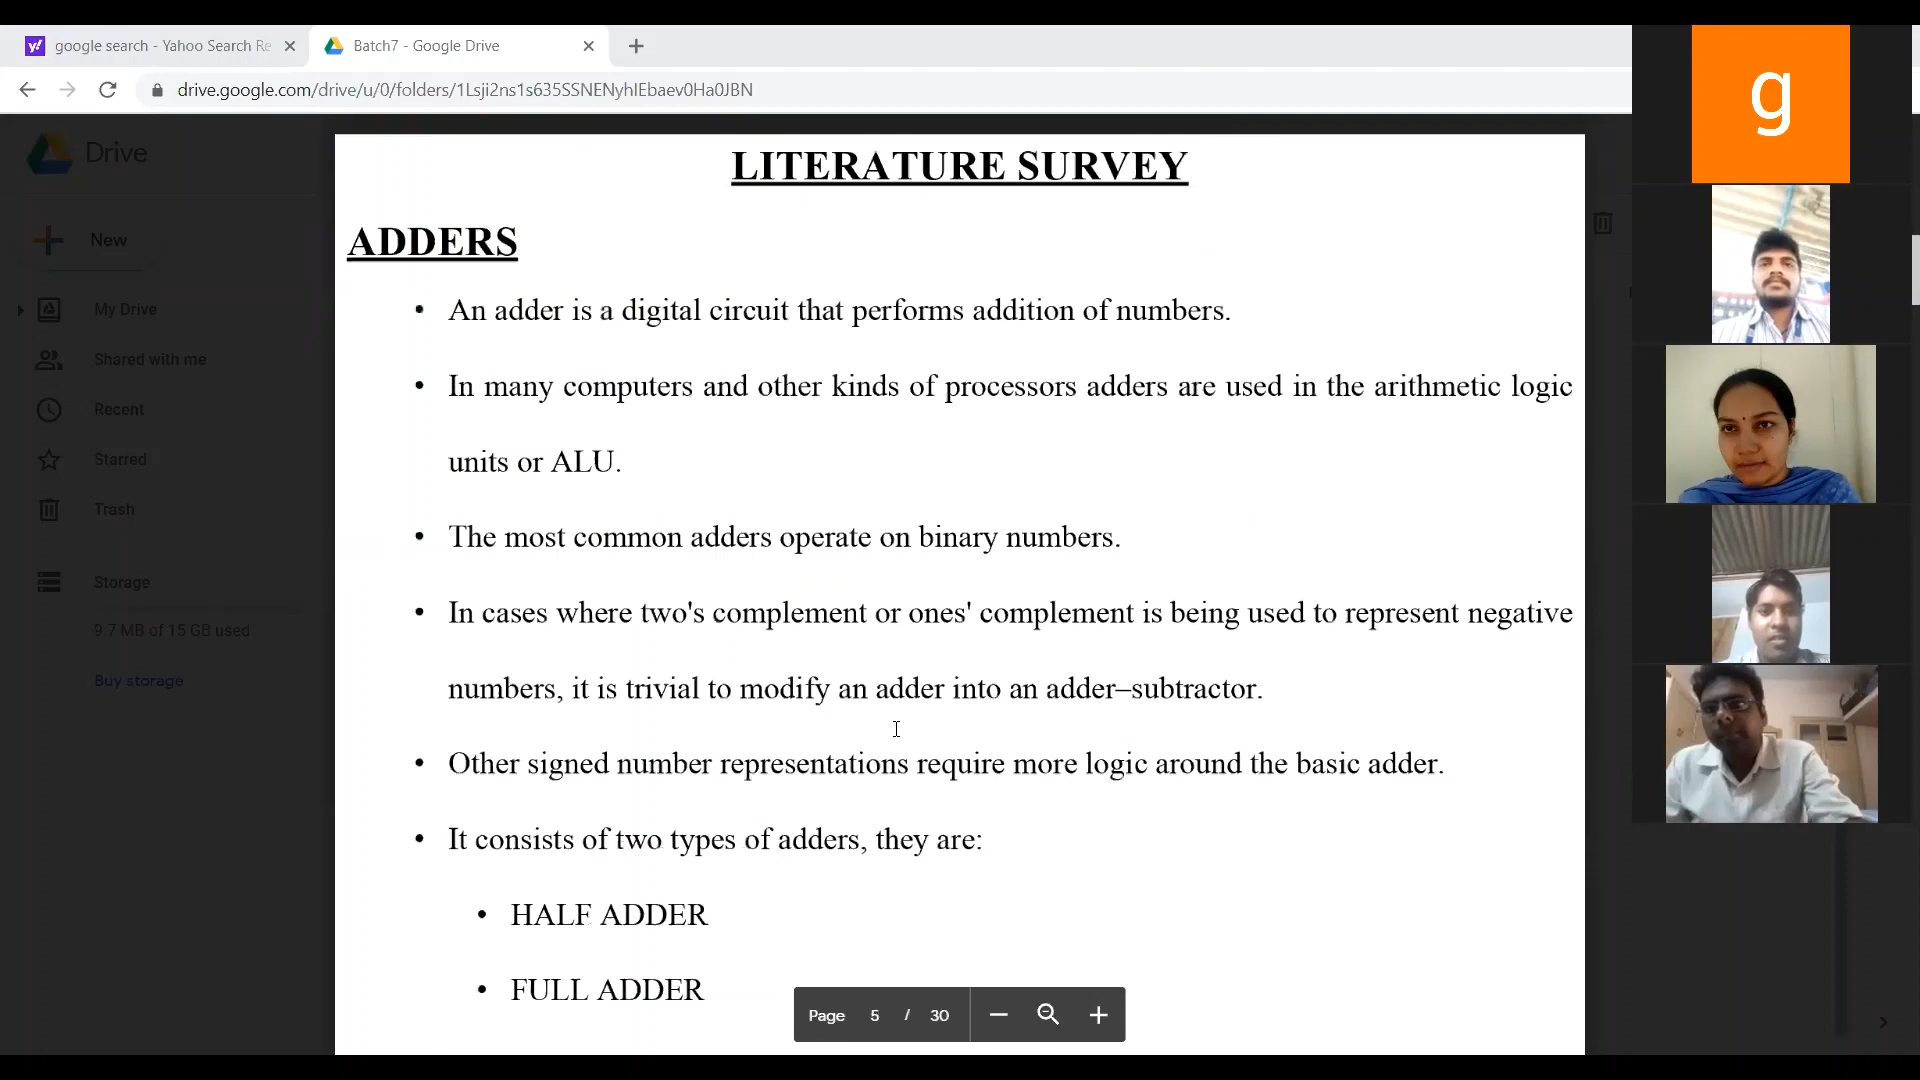 google search - Yahoo Search Re
Batch7 - Google Drive
drive.google.com/drive/u/0/folders/1Lsji2ns1s635SSNENyhlEbaev0Ha0JBN
Drive
New
My Drive
Shared with me
Recent
Starred
Trash
Storage
9.7 MB of 15 GB used
Buy storage
LITERATURE SURVEY
ADDERS
• An adder is a digital circuit that performs addition of numbers.
• In many computers and other kinds of processors adders are used in the arithmetic logic
units or ALU.
• The most common adders operate on binary numbers.
• In cases where two's complement or ones' complement is being used to represent negative
numbers, it is trivial to modify an adder into an adder–subtractor.
• Other signed number representations require more logic around the basic adder.
• It consists of two types of adders, they are:
• HALF ADDER
• FULL ADDER
Page 5 / 30
g